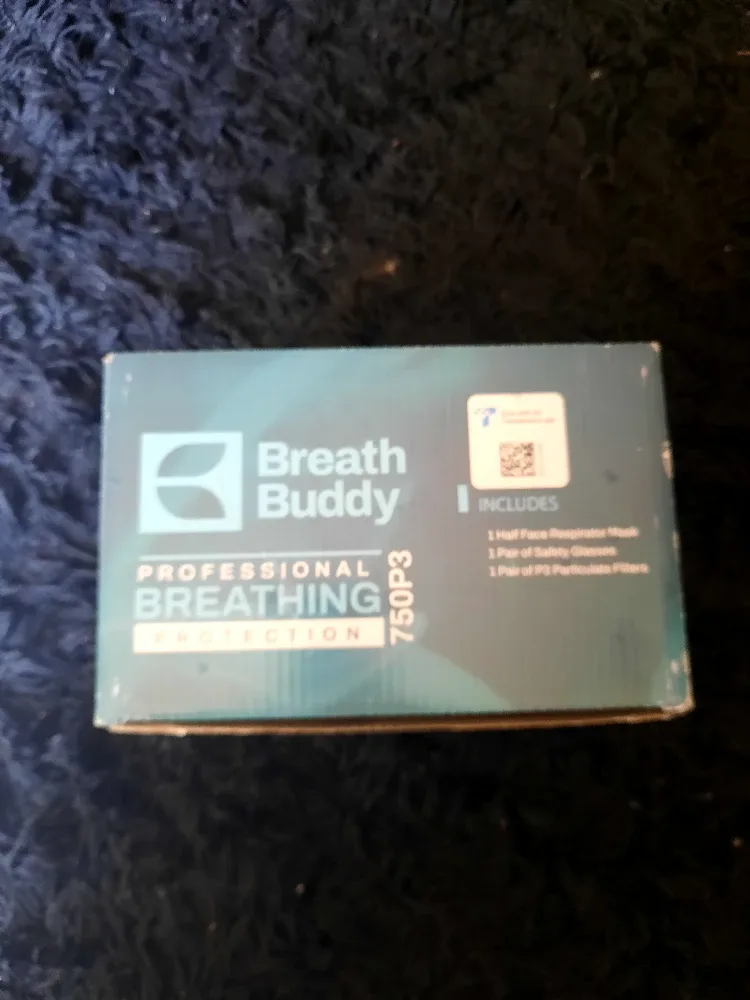 Breath
Buddy
PROFESSIONAL
BREATHING
PROTECTION
750P3
INCLUDES
1 Half Face Respirator Mask
1 Pair of Safety Glasses
1 Pair of P3 Particulate Filters